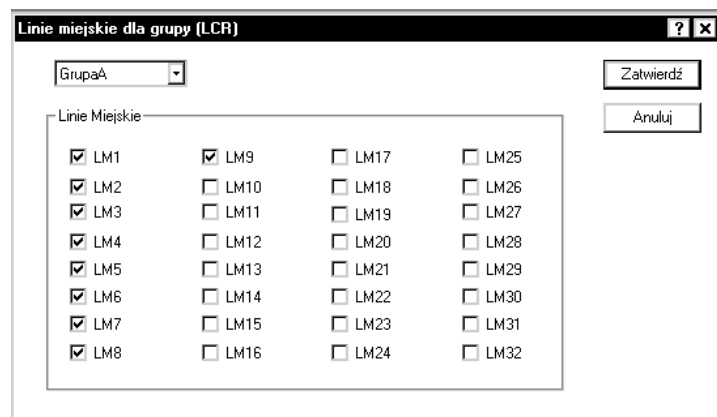 Linie miejskie dla grupy (LCR)
GrupaA
Zatwierdź
Anuluj
Linie Miejskie
LM1 LM9 LM17 LM25
LM2 LM10 LM18 LM26
LM3 LM11 LM19 LM27
LM4 LM12 LM20 LM28
LM5 LM13 LM21 LM29
LM6 LM14 LM22 LM30
LM7 LM15 LM23 LM31
LM8 LM16 LM24 LM32